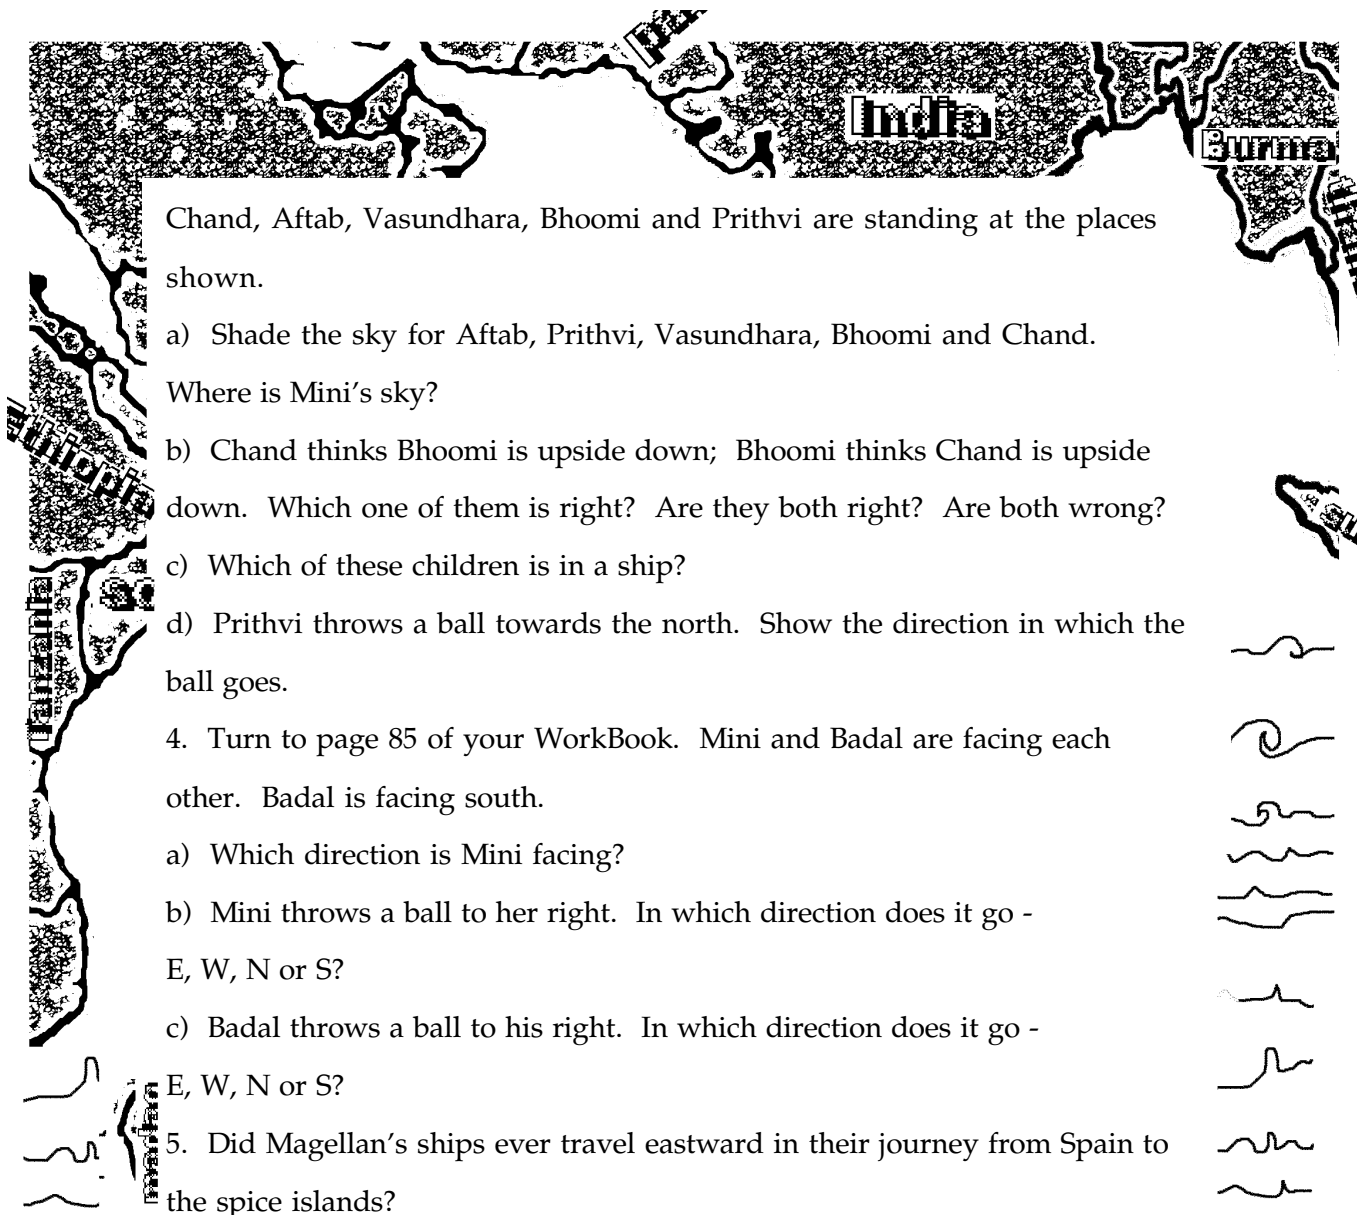 India
Burma
Chand, Aftab, Vasundhara, Bhoomi and Prithvi are standing at the places
shown.
a) Shade the sky for Aftab, Prithvi, Vasundhara, Bhoomi and Chand.
Where is Mini’s sky?
b) Chand thinks Bhoomi is upside down; Bhoomi thinks Chand is upside
down. Which one of them is right? Are they both right? Are both wrong?
Ethiopia
c) Which of these children is in a ship?
So
d) Prithvi throws a ball towards the north. Show the direction in which the
ball goes.
Tanzania
4. Turn to page 85 of your WorkBook. Mini and Badal are facing each
other. Badal is facing south.
a) Which direction is Mini facing?
b) Mini throws a ball to her right. In which direction does it go -
E, W, N or S?
c) Badal throws a ball to his right. In which direction does it go -
E, W, N or S?
5. Did Magellan’s ships ever travel eastward in their journey from Spain to
the spice islands?